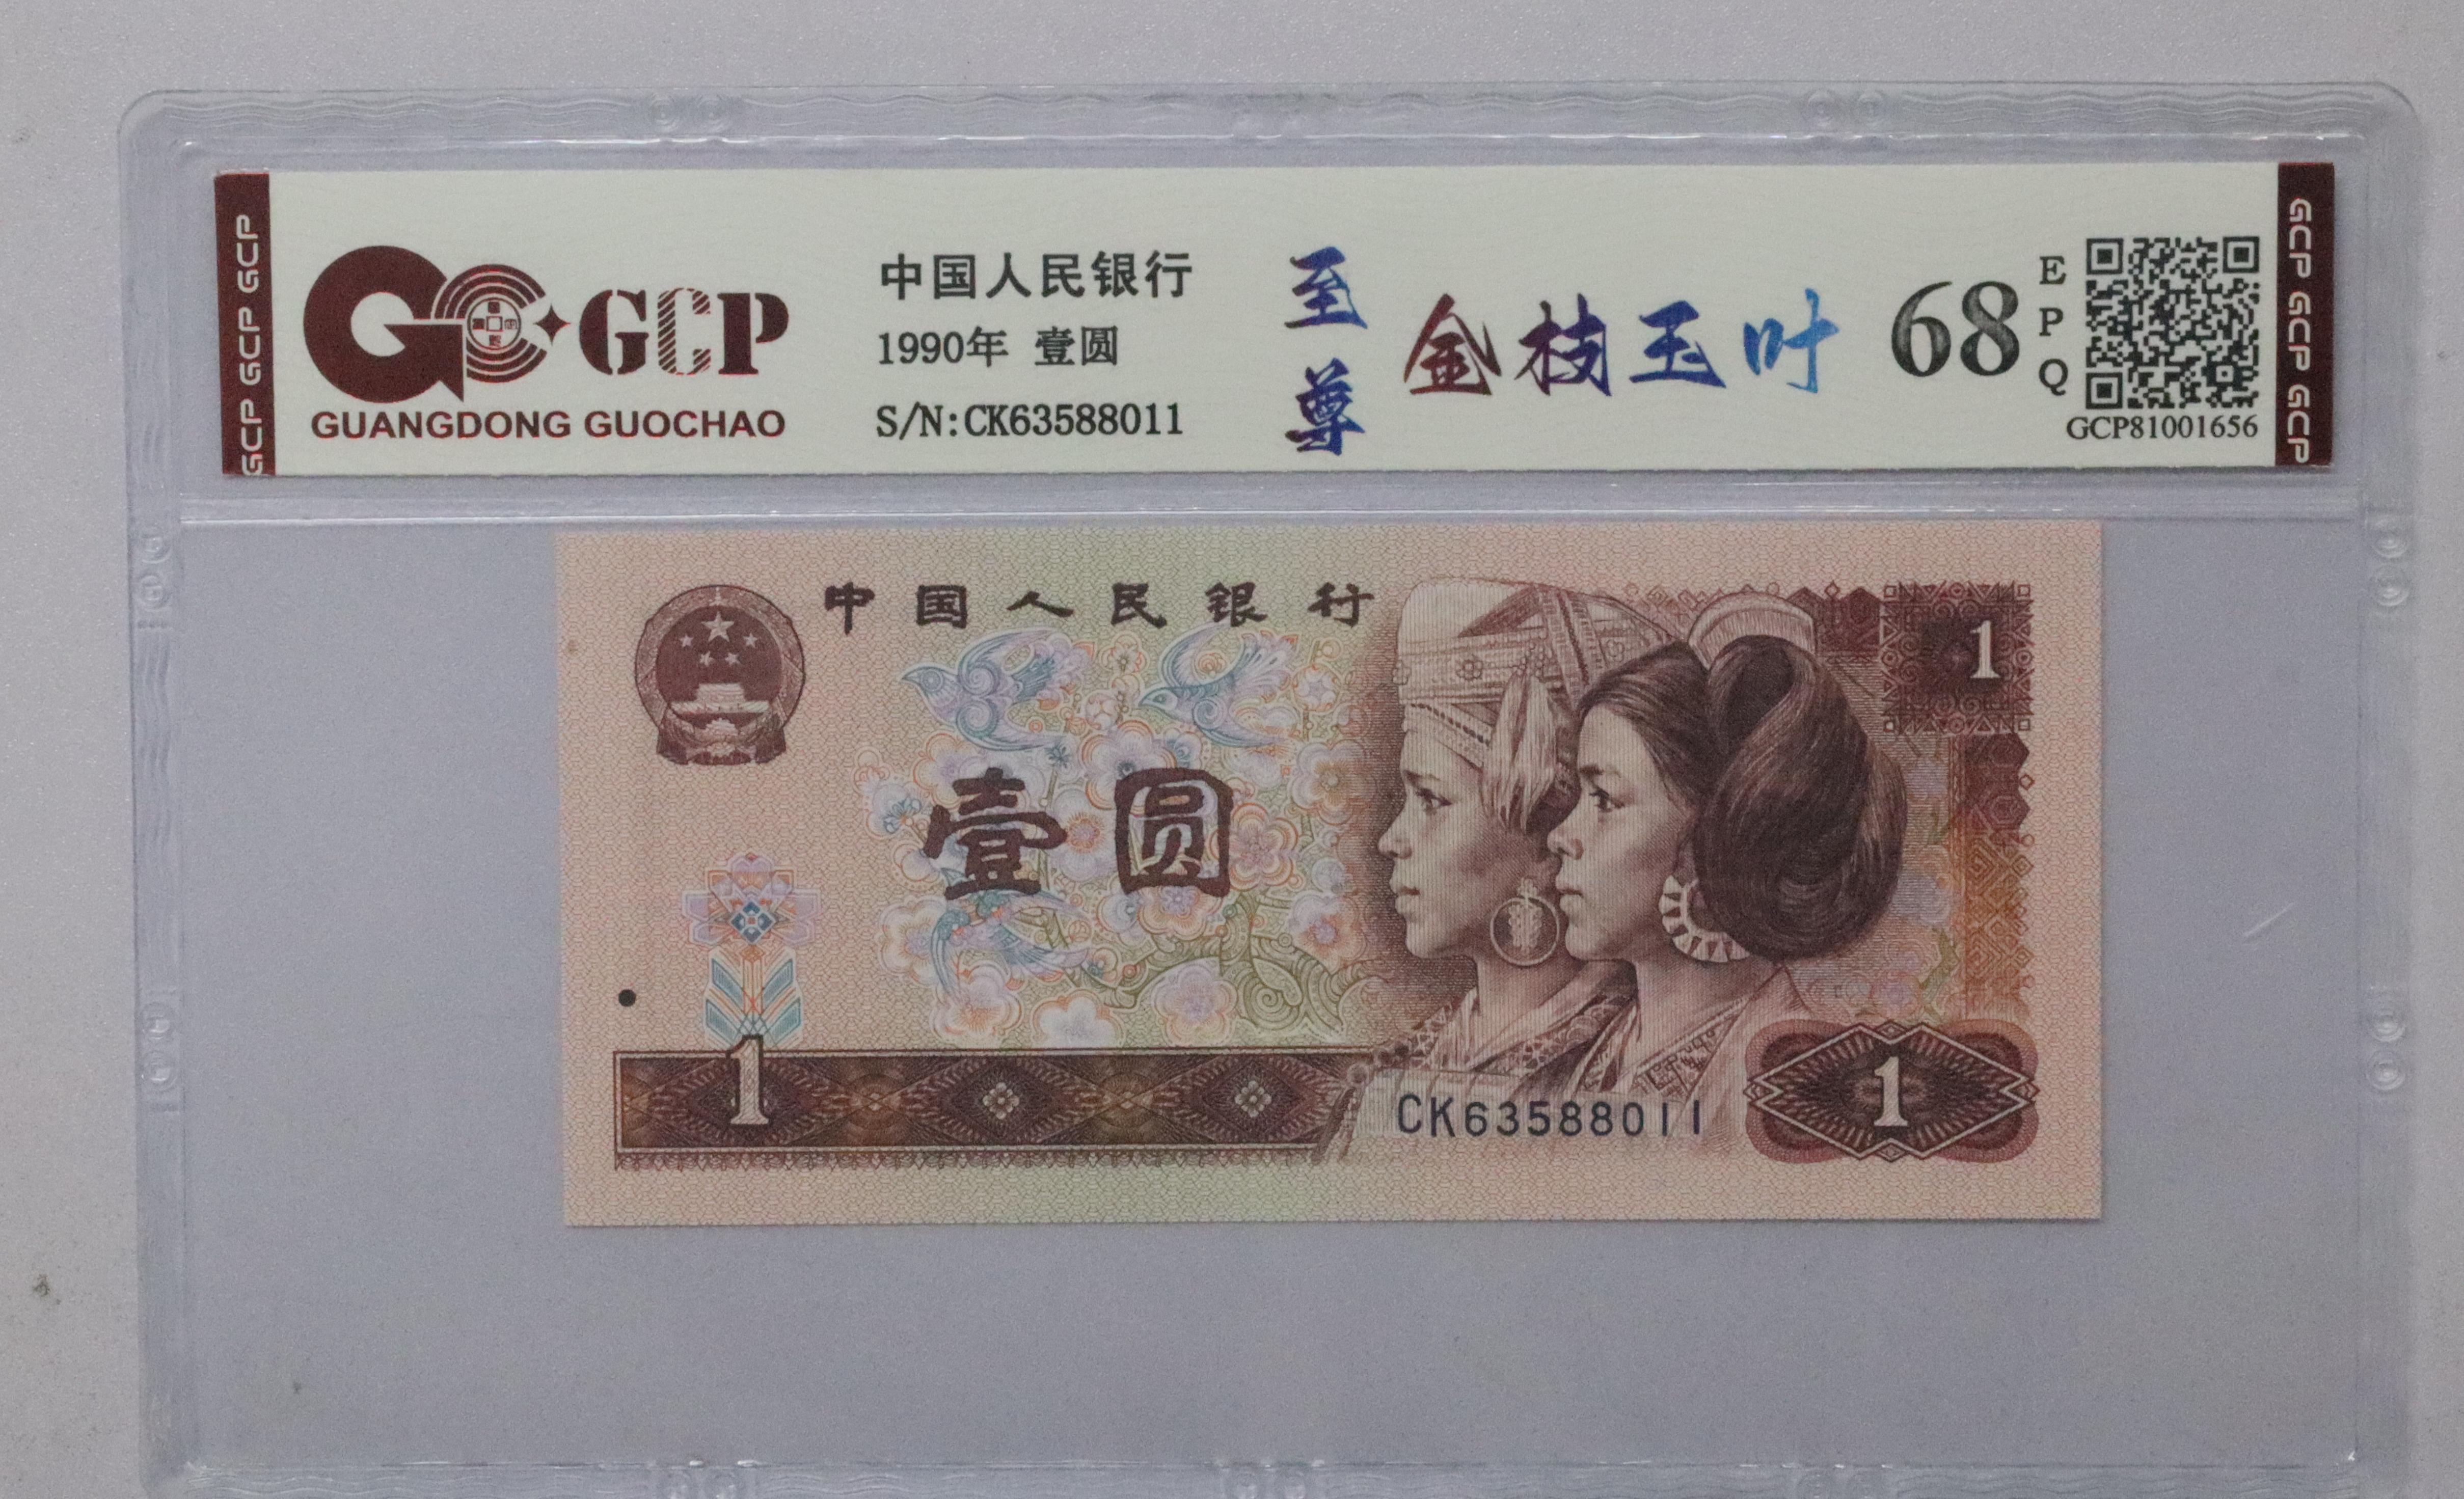 GCP GCP GCP
GCP
GUANGDONG GUOCHAO
中国人民银行
1990年 壹圆
S/N:CK63588011
至尊
金枝玉叶
68
EPQ
GCP81001656
GCP GCP GCP
中国人民银行
1
壹圆
1
CK63588011
1